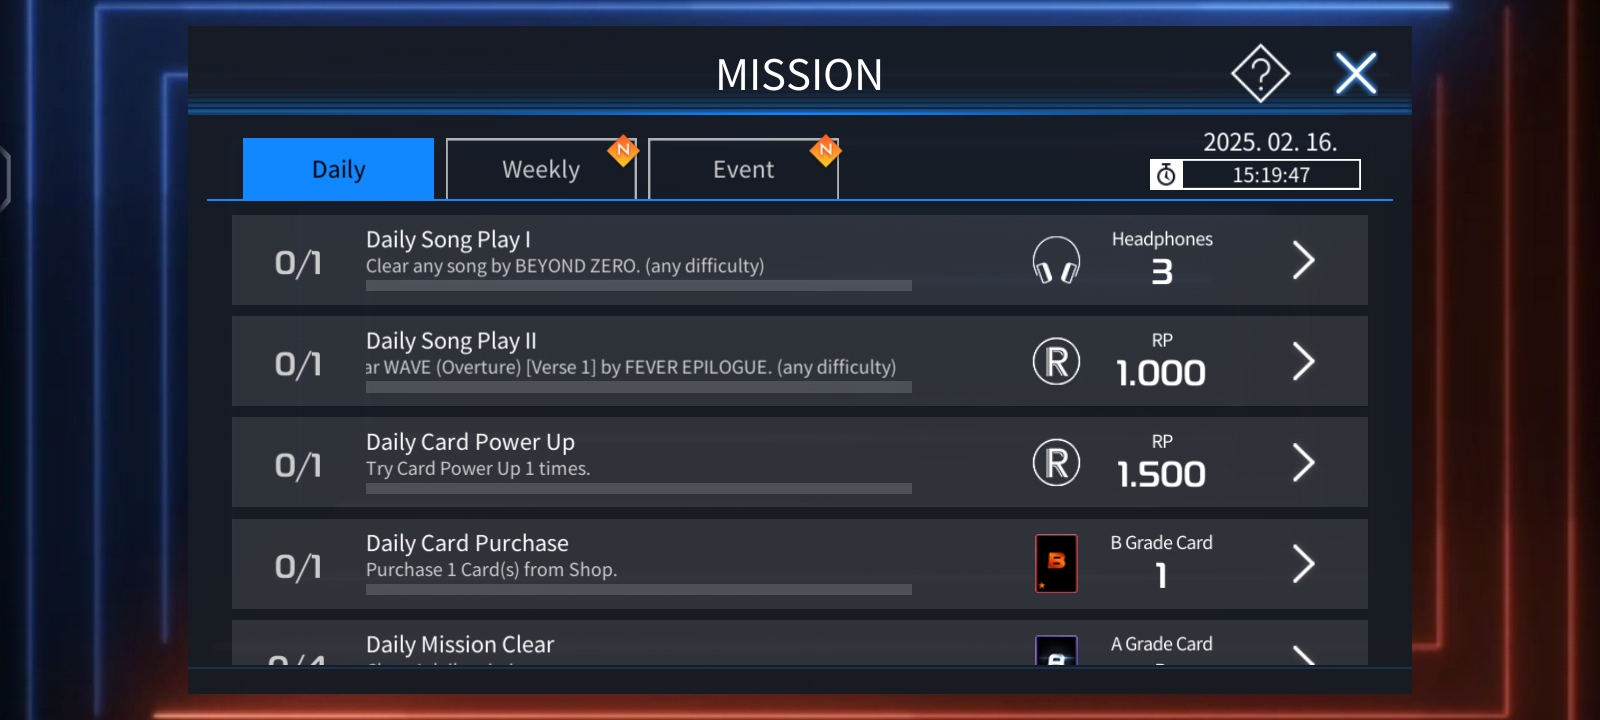 MISSION
?
Daily
Weekly
N
Event
N
2025. 02. 16.
15:19:47
0/1
Daily Song Play I
Clear any song by BEYOND ZERO. (any difficulty)
Headphones
3
0/1
Daily Song Play II
ar WAVE (Overture) [Verse 1] by FEVER EPILOGUE. (any difficulty)
R
RP
1.000
0/1
Daily Card Power Up
Try Card Power Up 1 times.
R
RP
1.500
0/1
Daily Card Purchase
Purchase 1 Card(s) from Shop.
B
B Grade Card
1
0/4
Daily Mission Clear
A Grade Card